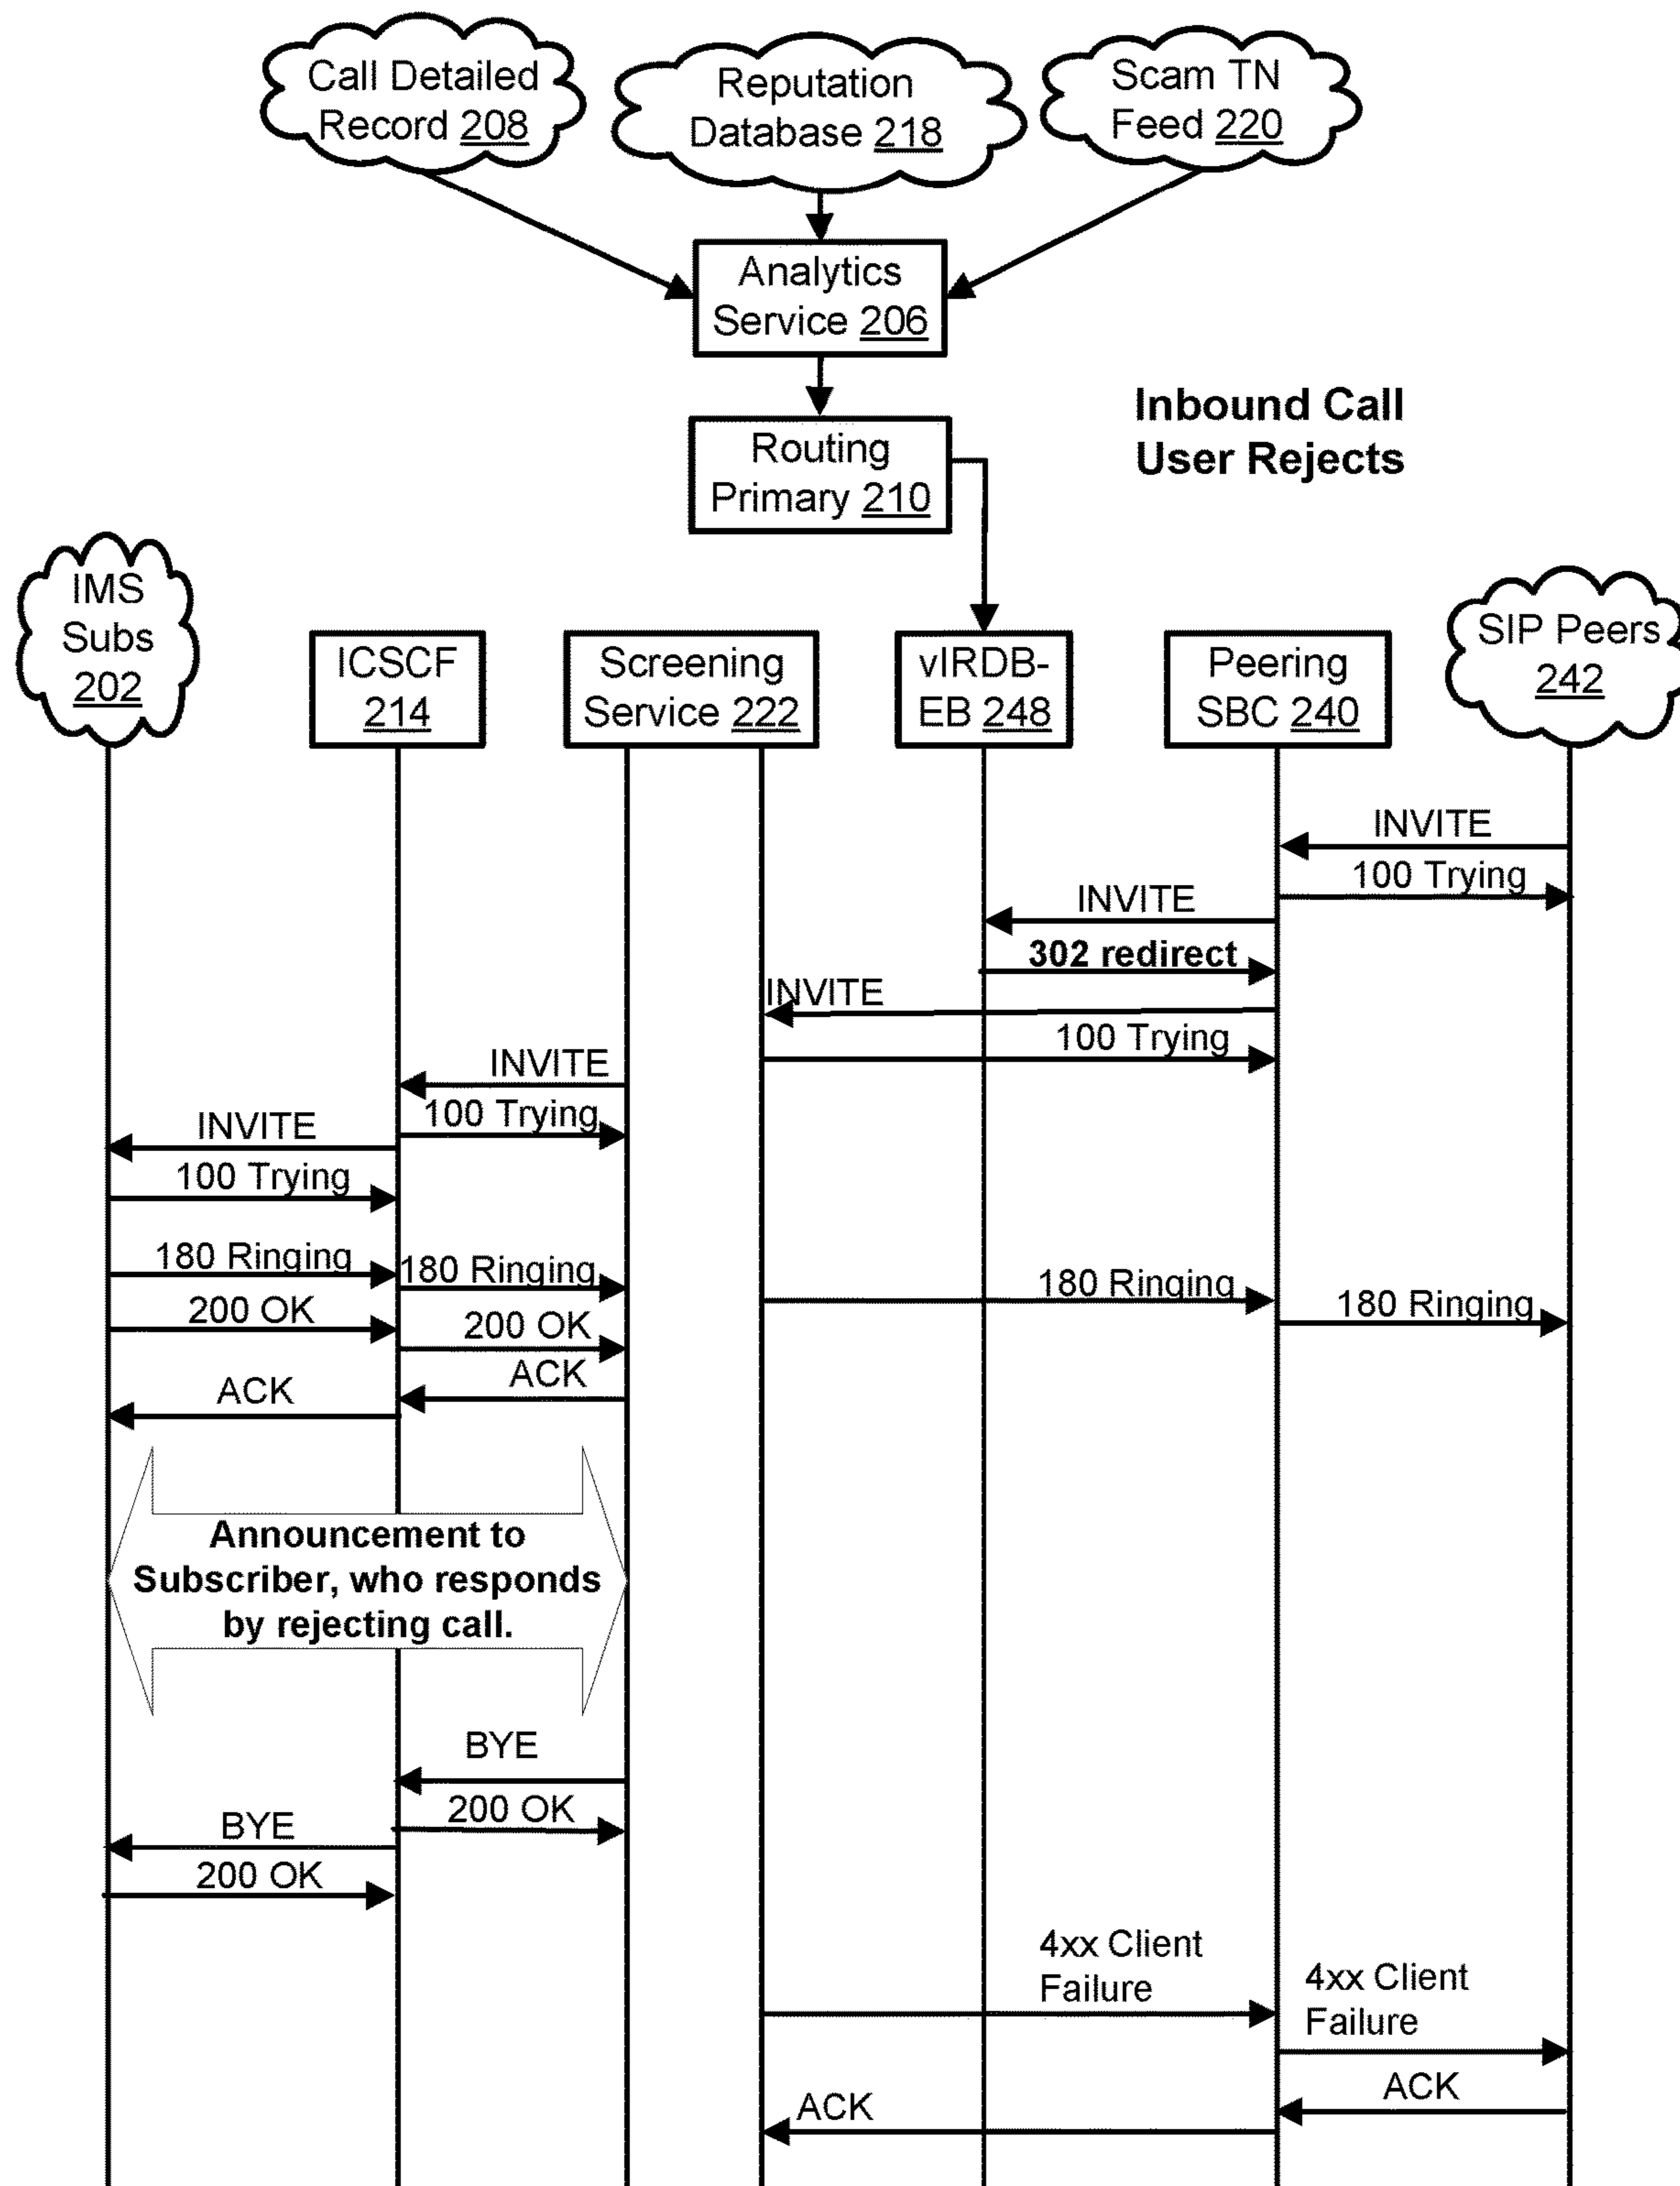 Call Detailed
Record 208
Reputation
Database 218
Scam TN
Feed 220
Analytics
Service 206
Inbound Call
User Rejects
Routing
Primary 210
IMS
Subs
202
ICSCF
214
Screening
Service 222
vIRDB-
EB 248
Peering
SBC 240
SIP Peers
242
INVITE
100 Trying
INVITE
302 redirect
INVITE
100 Trying
INVITE
100 Trying
INVITE
100 Trying
180 Ringing
180 Ringing
180 Ringing
180 Ringing
200 OK
200 OK
ACK
ACK
Announcement to
Subscriber, who responds
by rejecting call.
BYE
200 OK
BYE
200 OK
4xx Client
Failure
4xx Client
Failure
ACK
ACK